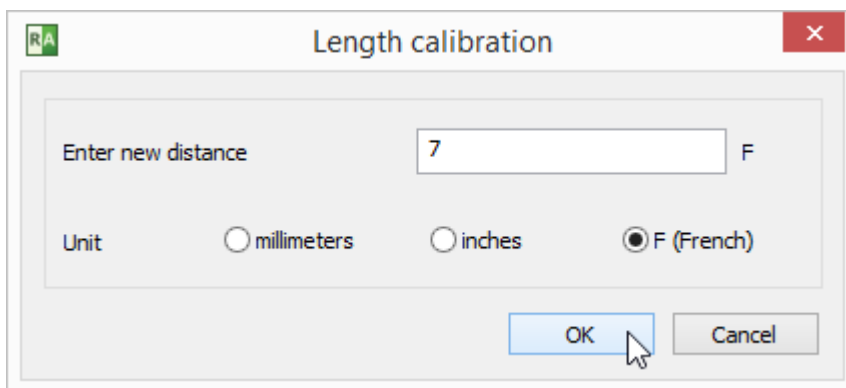 RA Length calibration
Enter new distance 7 F
Unit millimeters inches F (French)
OK Cancel